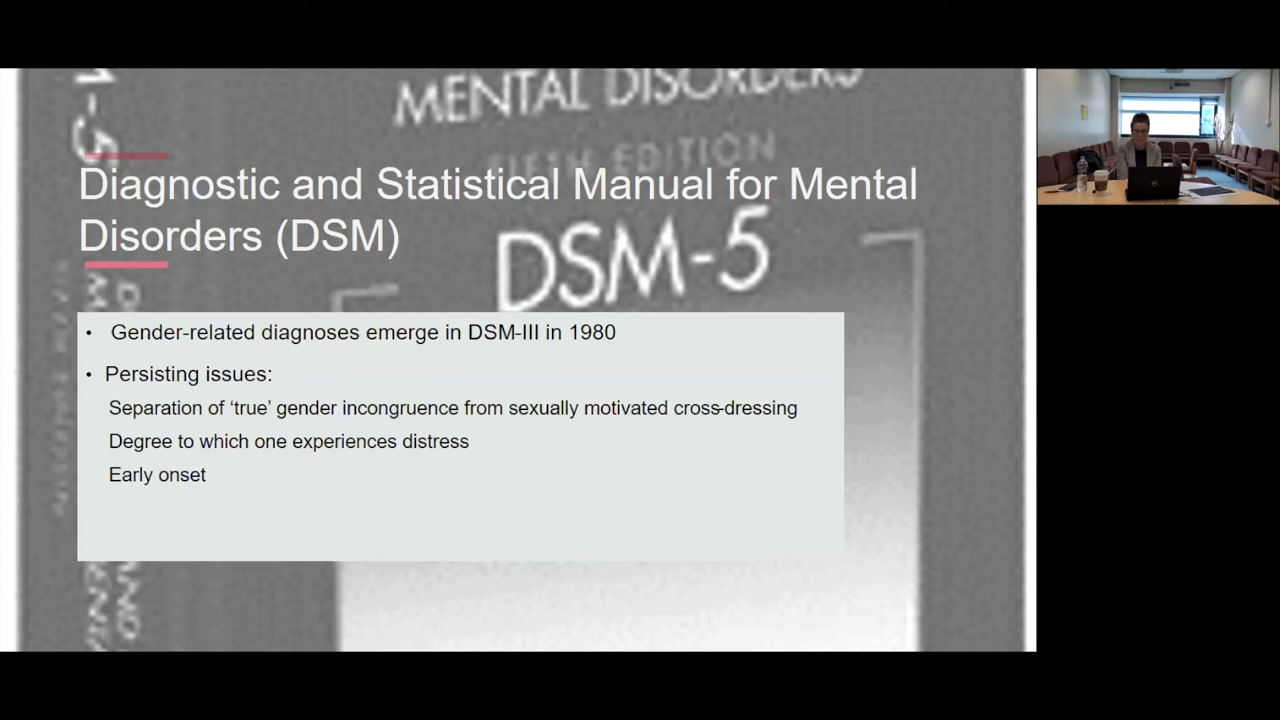 MENTAL DISORDERS
FIFTH EDITION
Diagnostic and Statistical Manual for Mental
Disorders (DSM)
DSM-5
• Gender-related diagnoses emerge in DSM-III in 1980
• Persisting issues:
Separation of ‘true’ gender incongruence from sexually motivated cross-dressing
Degree to which one experiences distress
Early onset